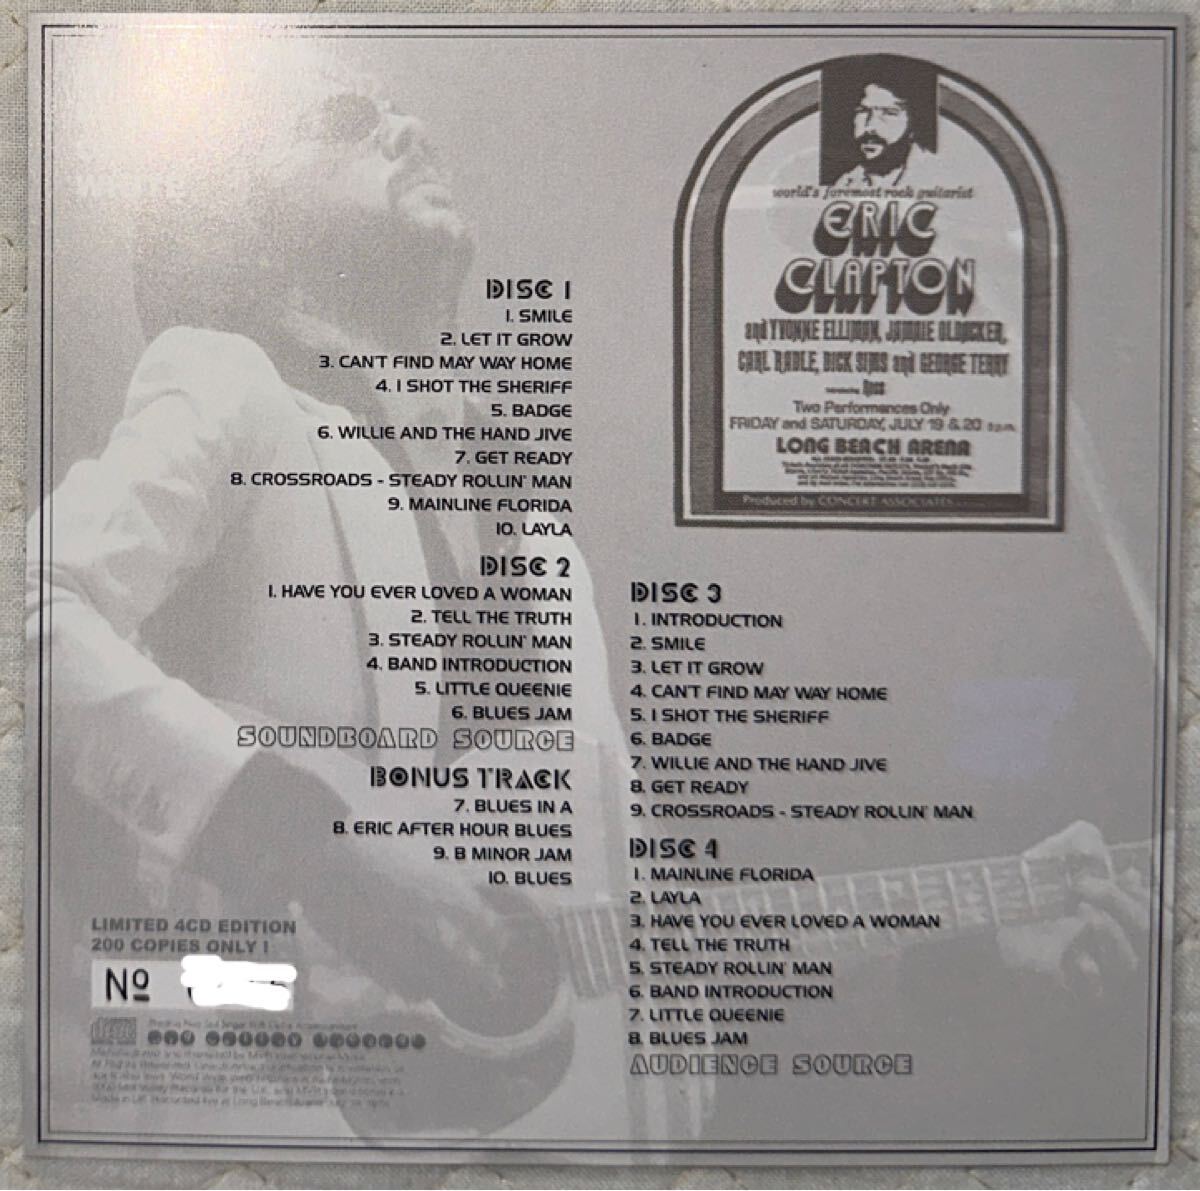 world's foremost rock guitarist
ERIC
CLAPTON
and YVONNE ELLIMAN, JAMIE OLDACKER,
CARL RADLE, DICK SIMS and GEORGE TERRY
Two Performances Only
FRIDAY and SATURDAY, JULY 19 & 20
LONG BEACH ARENA
Produced by CONCERT ASSOCIATES
DISC 1
1. SMILE
2. LET IT GROW
3. CAN'T FIND MAY WAY HOME
4. I SHOT THE SHERIFF
5. BADGE
6. WILLIE AND THE HAND JIVE
7. GET READY
8. CROSSROADS - STEADY ROLLIN' MAN
9. MAINLINE FLORIDA
10. LAYLA
DISC 2
1. HAVE YOU EVER LOVED A WOMAN
2. TELL THE TRUTH
3. STEADY ROLLIN' MAN
4. BAND INTRODUCTION
5. LITTLE QUEENIE
6. BLUES JAM
SOUNDBOARD SOURCE
BONUS TRACK
7. BLUES IN A
8. ERIC AFTER HOUR BLUES
9. B MINOR JAM
10. BLUES
LIMITED 4CD EDITION
200 COPIES ONLY !
Nº
DISC 3
1. INTRODUCTION
2. SMILE
3. LET IT GROW
4. CAN'T FIND MAY WAY HOME
5. I SHOT THE SHERIFF
6. BADGE
7. WILLIE AND THE HAND JIVE
8. GET READY
9. CROSSROADS - STEADY ROLLIN' MAN
DISC 4
1. MAINLINE FLORIDA
2. LAYLA
3. HAVE YOU EVER LOVED A WOMAN
4. TELL THE TRUTH
5. STEADY ROLLIN' MAN
6. BAND INTRODUCTION
7. LITTLE QUEENIE
8. BLUES JAM
AUDIENCE SOURCE